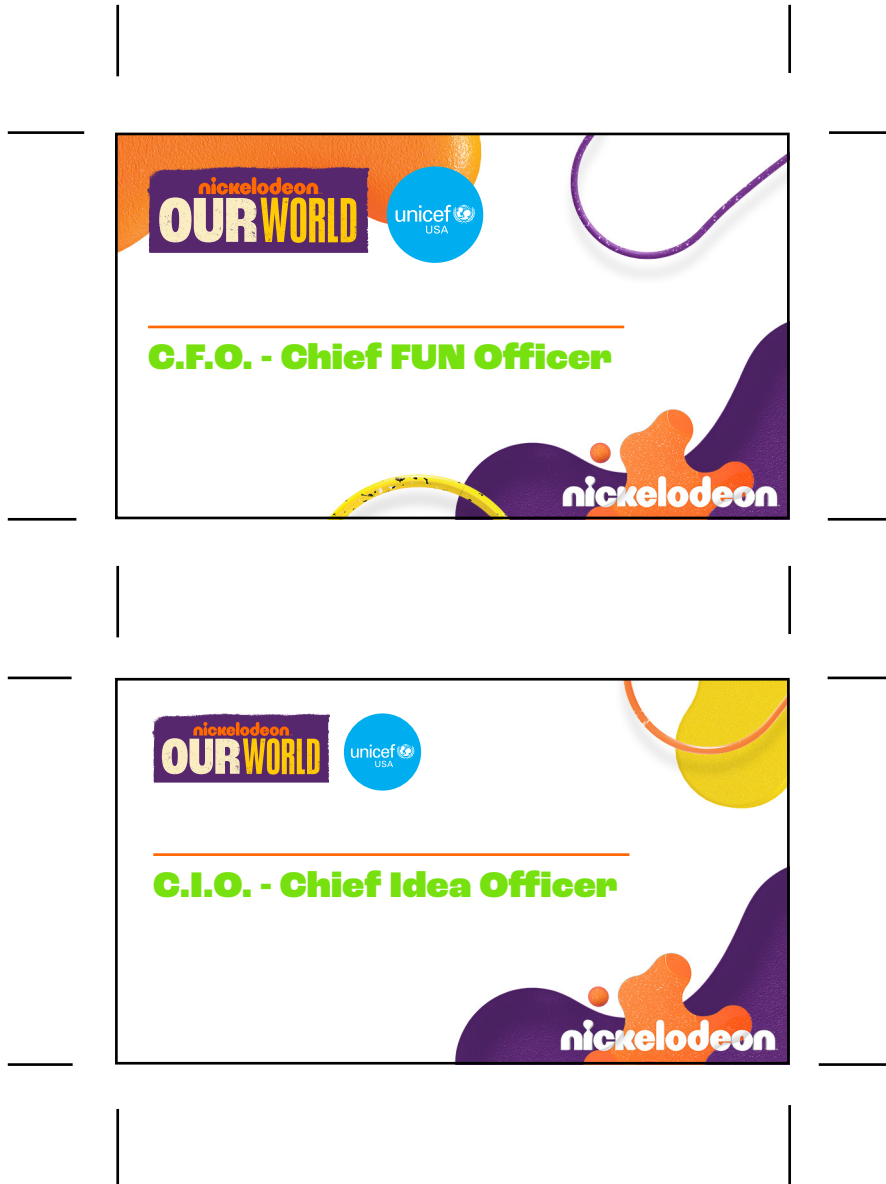 nickelodeon
OUR WORLD
unicef
USA
C.F.O. - Chief FUN Officer
nickelodeon
nickelodeon
OUR WORLD
unicef
USA
C.I.O. - Chief Idea Officer
nickelodeon